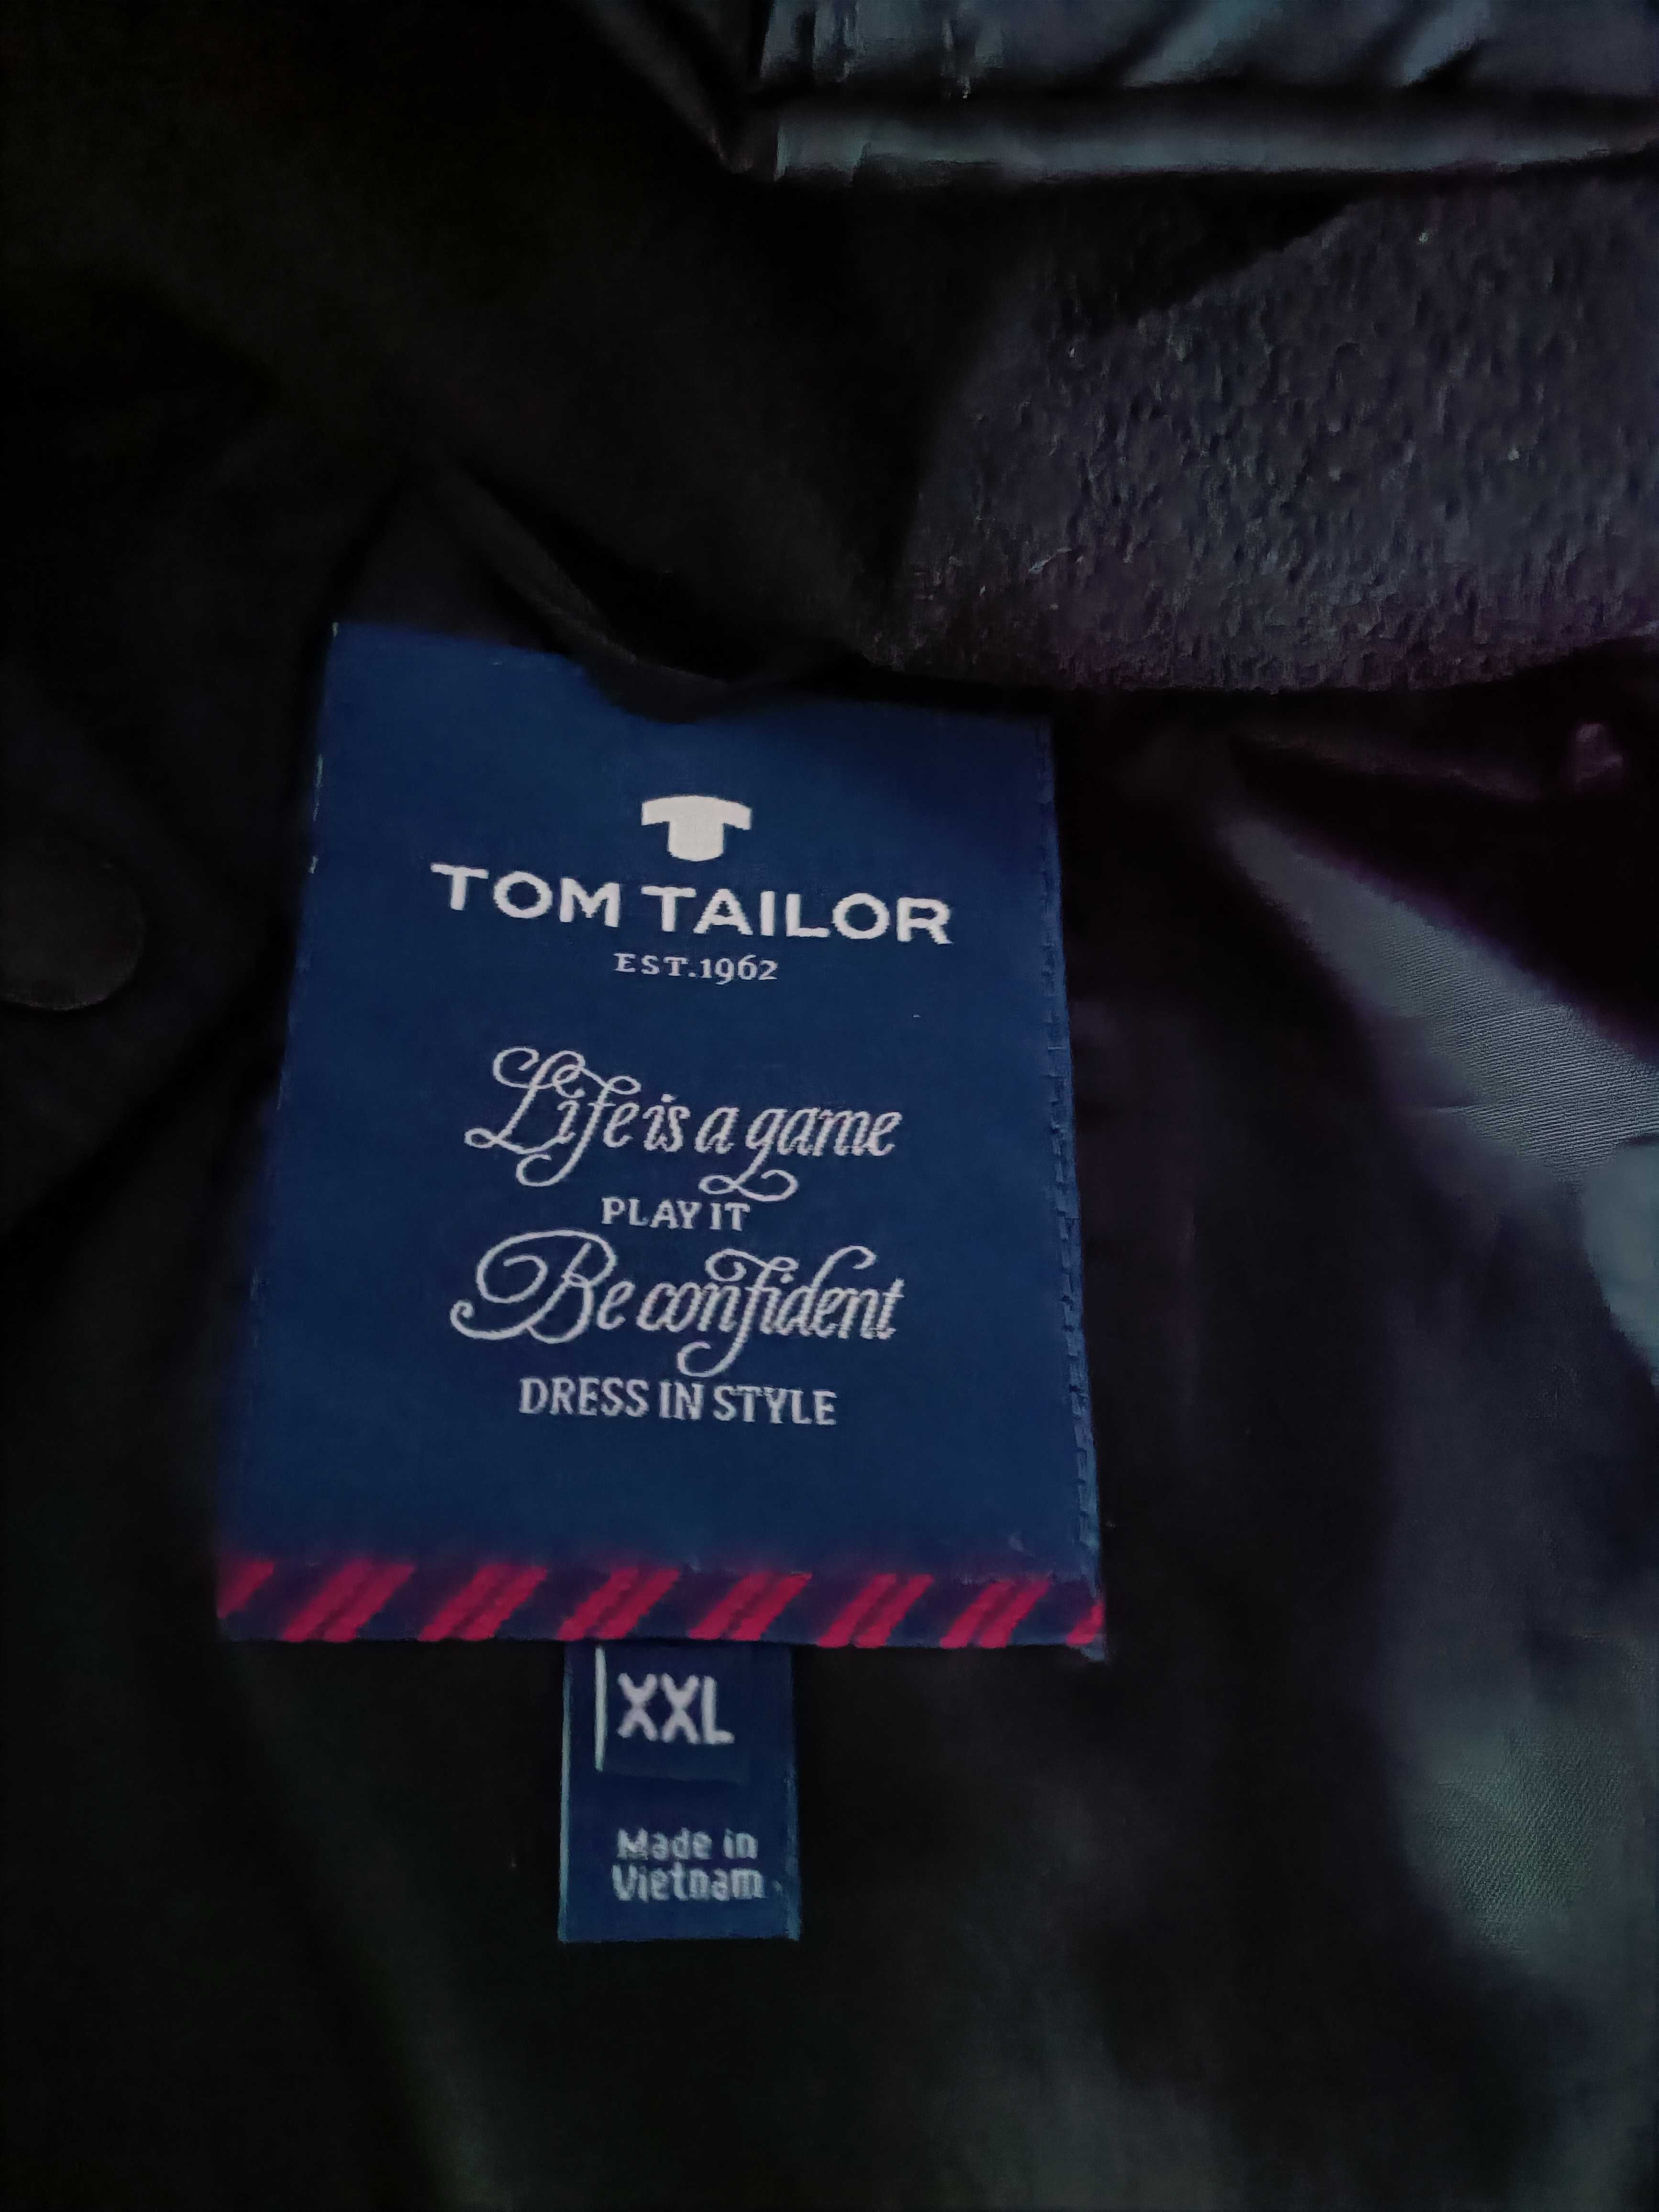 TOM TAILOR
EST.1962
Life is a game
PLAY IT
Be confident
DRESS IN STYLE
XXL
Made in
Vietnam